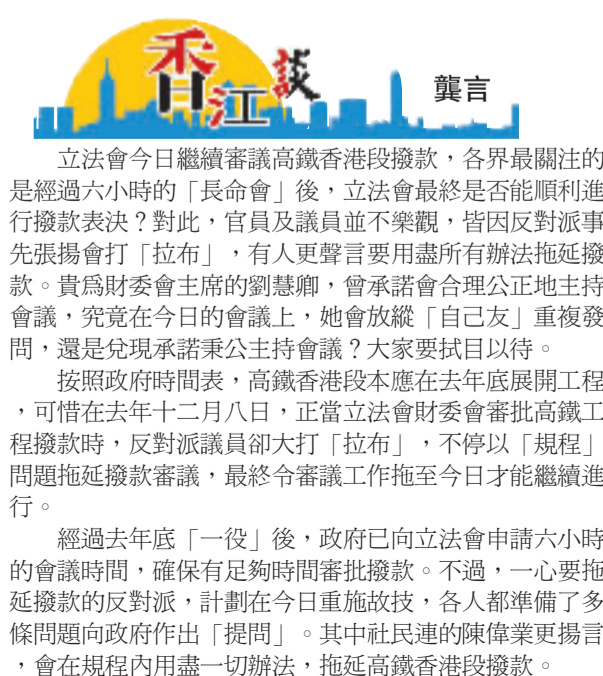 香江談
龔言
立法會今日繼續審議高鐵香港段撥款，各界最關注的
是經過六小時的「長命會」後，立法會最終是否能順利進
行撥款表決？對此，官員及議員並不樂觀，皆因反對派事
先張揚會打「拉布」，有人更聲言要用盡所有辦法拖延撥
款。貴爲財委會主席的劉慧卿，曾承諾會合理公正地主持
會議，究竟在今日的會議上，她會放縱「自己友」重複發
問，還是兌現承諾秉公主持會議？大家要拭目以待。
按照政府時間表，高鐵香港段本應在去年底展開工程
，可惜在去年十二月八日，正當立法會財委會審批高鐵工
程撥款時，反對派議員卻大打「拉布」，不停以「規程」
問題拖延撥款審議，最終令審議工作拖至今日才能繼續進
行。
經過去年底「一役」後，政府已向立法會申請六小時
的會議時間，確保有足夠時間審批撥款。不過，一心要拖
延撥款的反對派，計劃在今日重施故技，各人都準備了多
條問題向政府作出「提問」。其中社民連的陳偉業更揚言
，會在規程內用盡一切辦法，拖延高鐵香港段撥款。